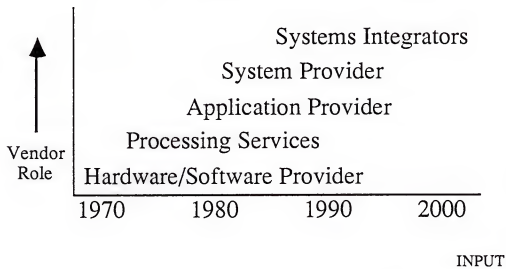 Systems Integrators
System Provider
Application Provider
Processing Services
Vendor
Role
Hardware/Software Provider
1970 1980 1990 2000
INPUT